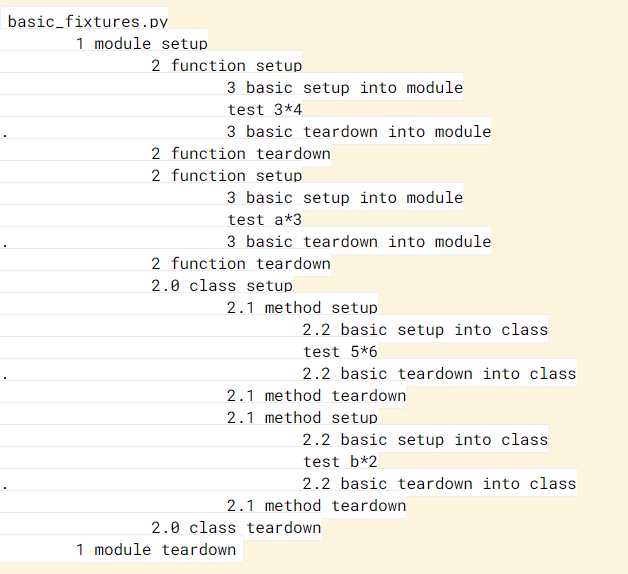 basic_fixtures.py
1 module setup
2 function setup
3 basic setup into module
test 3*4
. 3 basic teardown into module
2 function teardown
2 function setup
3 basic setup into module
test a*3
. 3 basic teardown into module
2 function teardown
2.0 class setup
2.1 method setup
2.2 basic setup into class
test 5*6
. 2.2 basic teardown into class
2.1 method teardown
2.1 method setup
2.2 basic setup into class
test b*2
. 2.2 basic teardown into class
2.1 method teardown
2.0 class teardown
1 module teardown